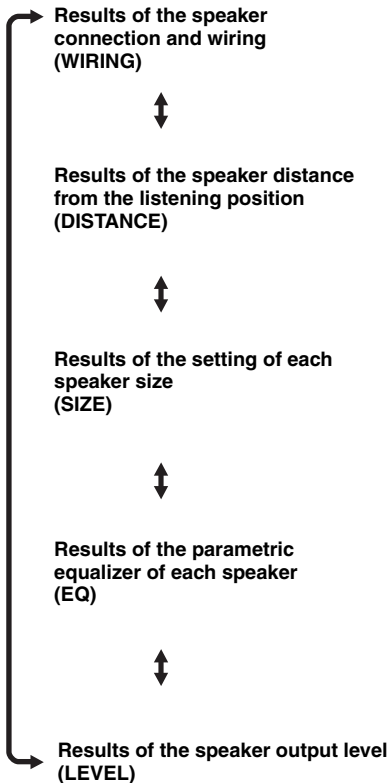 Results of the speaker
connection and wiring
(WIRING)
Results of the speaker distance
from the listening position
(DISTANCE)
Results of the setting of each
speaker size
(SIZE)
Results of the parametric
equalizer of each speaker
(EQ)
Results of the speaker output level
(LEVEL)